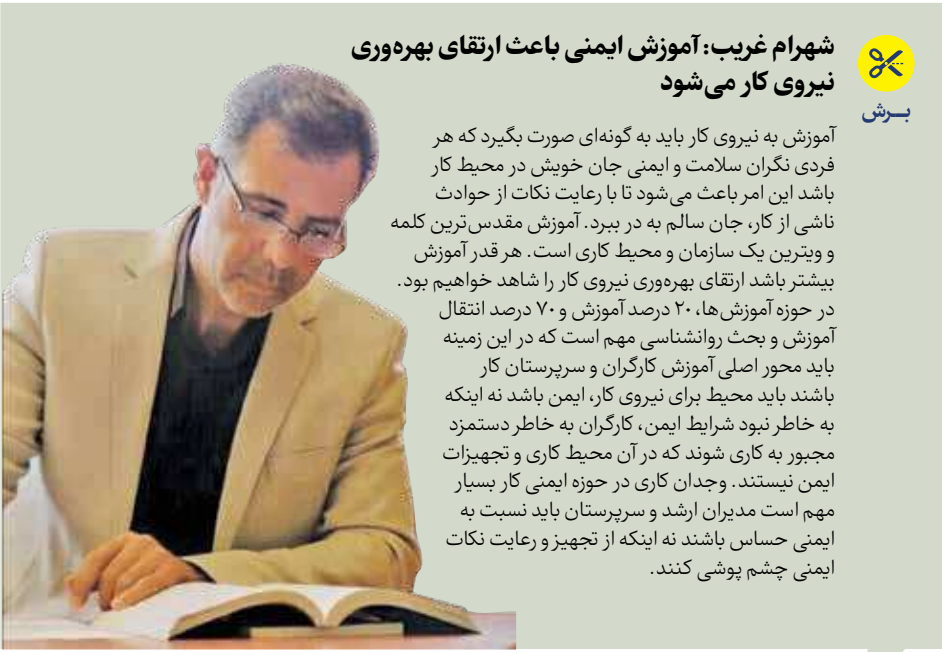 شهرام غریب: آموزش ایمنی باعث ارتقای بهره‌وری
نیروی کار می‌شود
بــرش
آموزش به نیروی کار باید به گونه‌ای صورت بگیرد که هر
فردی نگران سلامت و ایمنی جان خویش در محیط کار
باشد این امر باعث می‌شود تا با رعایت نکات از حوادث
ناشی از کار، جان سالم به در ببرد. آموزش مقدس‌ترین کلمه
و ویترین یک سازمان و محیط کاری است. هر قدر آموزش
بیشتر باشد ارتقای بهره‌وری نیروی کار را شاهد خواهیم بود.
در حوزه آموزش‌ها، ۲۰ درصد آموزش و ۷۰ درصد انتقال
آموزش و بحث روانشناسی مهم است که در این زمینه
باید محور اصلی آموزش کارگران و سرپرستان کار
باشند باید محیط برای نیروی کار، ایمن باشد نه اینکه
به خاطر نبود شرایط ایمن، کارگران به خاطر دستمزد
مجبور به کاری شوند که در آن محیط کاری و تجهیزات
ایمن نیستند. وجدان کاری در حوزه ایمنی کار بسیار
مهم است مدیران ارشد و سرپرستان باید نسبت به
ایمنی حساس باشند نه اینکه از تجهیز و رعایت نکات
ایمنی چشم پوشی کنند.